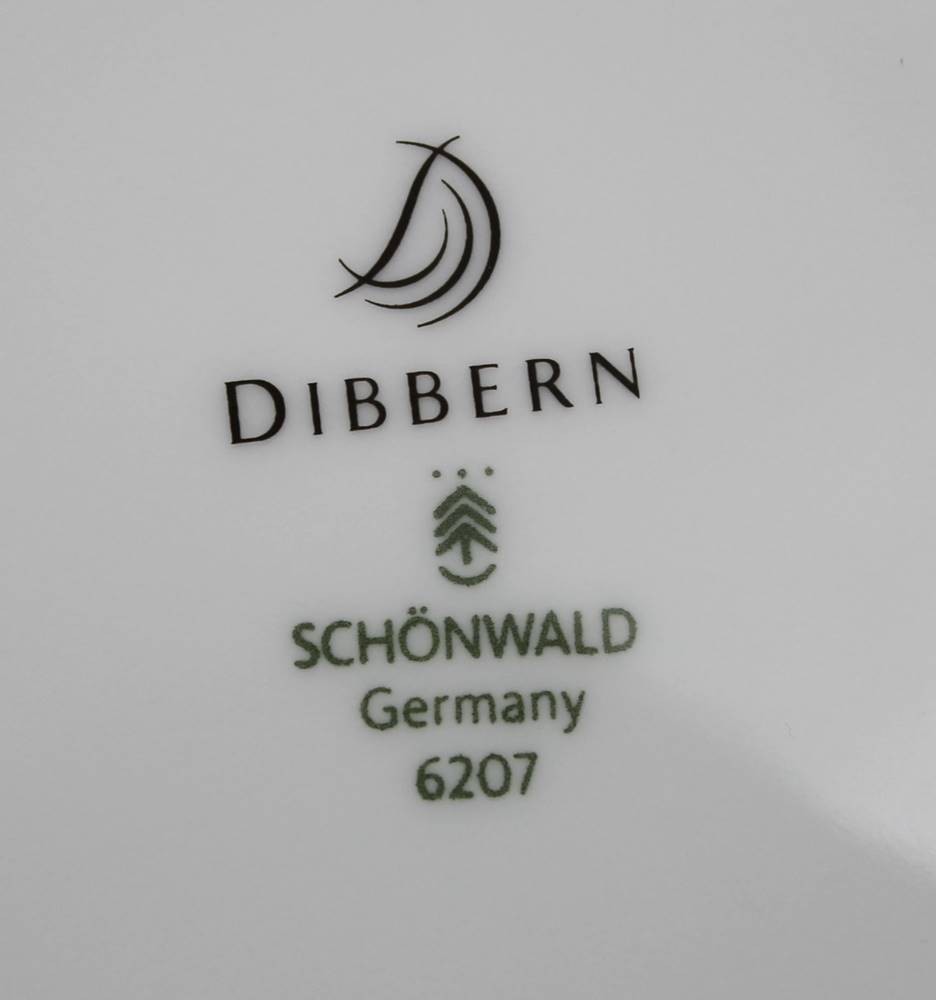 DIBBERN
SCHÖNWALD
Germany
6207